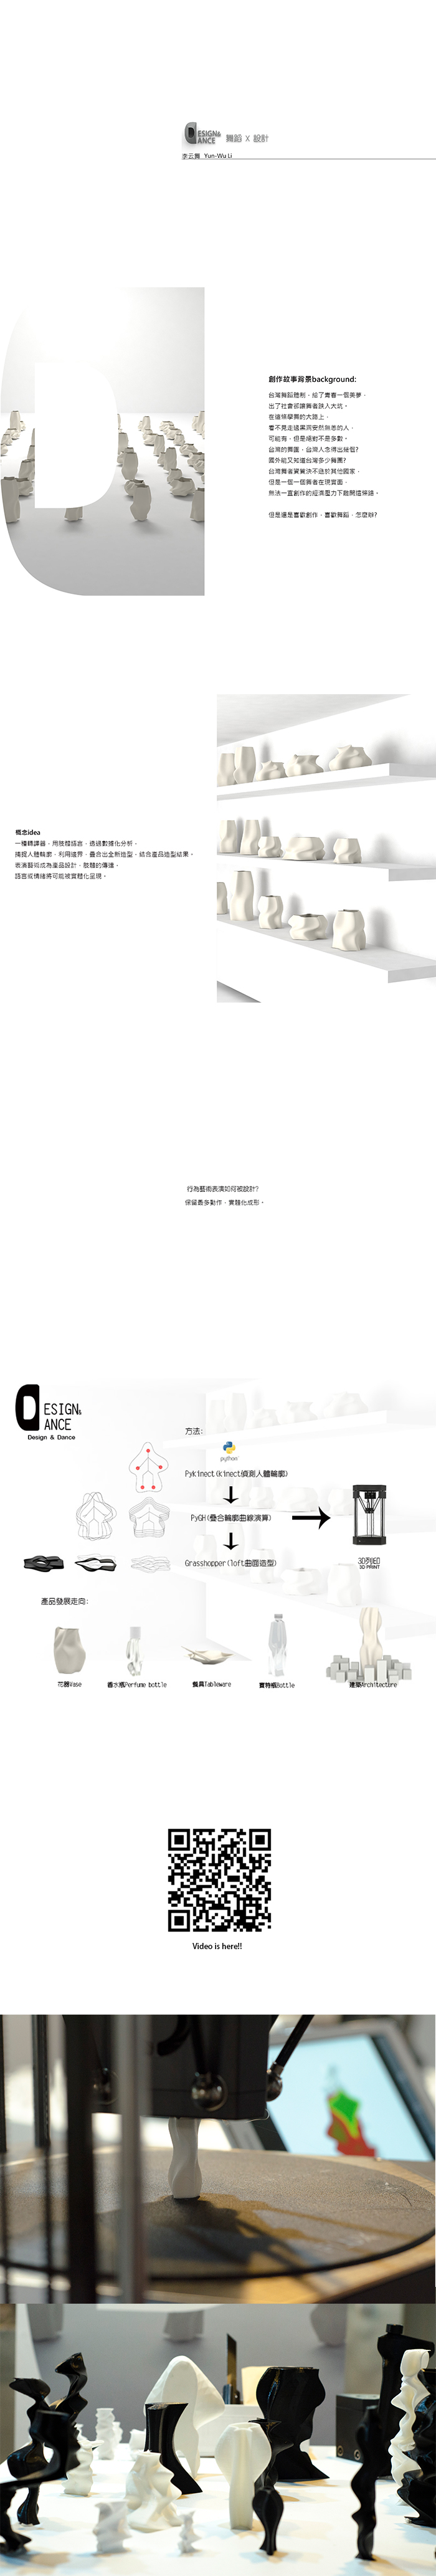 DESIGN&
DANCE
舞蹈 X 設計
李云舞 Yun-Wu Li
創作故事背景background:
台灣舞蹈體制，給了青春一個美夢，
出了社會卻讓舞者跌入大坑。
在這條學舞的大路上，
看不見走過黑洞安然無恙的人，
可能有，但是絕對不是多數。
台灣的舞團，台灣人念得出幾個?
國外能又知道台灣多少舞團?
台灣舞者質資決不遜於其他國家，
但是一個一個舞者在現實面，
無法一直創作的經濟壓力下離開這條路。
但是還是喜歡創作，喜歡舞蹈，怎麼辦?
概念idea
一種轉譯器，用肢體語言，透過數據化分析，
捕捉人體輪廓，利用邊界，疊合出全新造型，結合產品造型結果。
表演藝術成為產品設計，肢體的傳達，
語言或情緒將可能被實體化呈現。
行為藝術表演如何被設計?
保留最多動作，實體化成形。
DESIGN&
DANCE
Design & Dance
方法:
python
Pykinect(kinect偵測人體輪廓)
PyGH(疊合輪廓曲線演算)
Grasshopper(loft曲面造型)
3D列印
3D PRINT
產品發展走向:
花器Vase
香水瓶Perfume bottle
餐具Tableware
寶特瓶Bottle
建築Architecture
Video is here!!